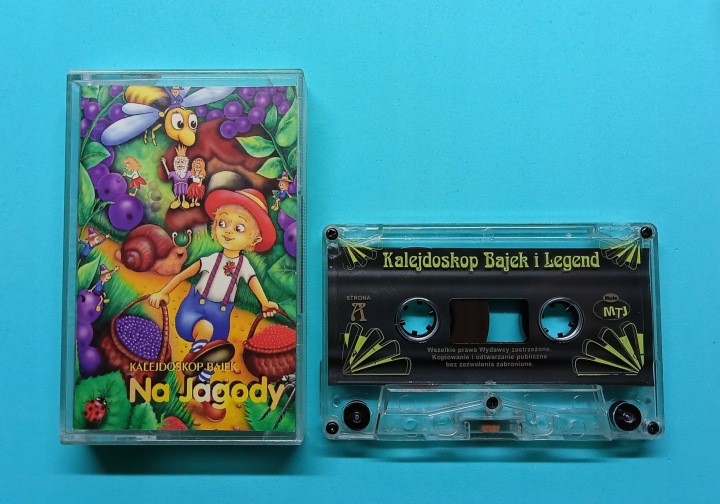 KALEJDOSKOP BAJEK
Na Jagody
Kalejdoskop Bajek i Legend
STRONA
A
MTJ
Wszelkie prawa Wydawcy zastrzeżone.
Kopiowanie i odtwarzanie publiczne
bez zezwolenia zabronione.